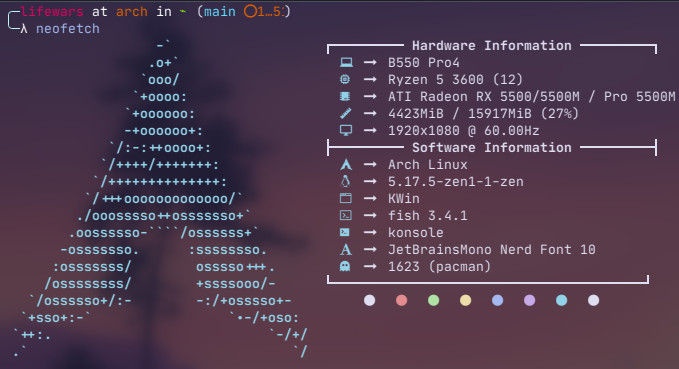 lifewars at arch in ~ (main ◯1…5:)
λ neofetch
Hardware Information
→ B550 Pro4
→ Ryzen 5 3600 (12)
→ ATI Radeon RX 5500/5500M / Pro 5500M
→ 4423MiB / 15917MiB (27%)
→ 1920x1080 @ 60.00Hz
Software Information
→ Arch Linux
→ 5.17.5-zen1-1-zen
→ KWin
→ fish 3.4.1
→ konsole
→ JetBrainsMono Nerd Font 10
→ 1623 (pacman)
-`
.o+`
`ooo/
`+oooo:
`+oooooo:
-+oooooo+:
`/:-:++oooo+:
`/++++/+++++++:
`/++++++++++++++:
`/+++ooooooooooooo/`
./ooosssso++osssssso+`
.oossssso-````/ossssss+`
-osssssso.      :ssssssso.
:osssssss/        osssso+++.
/ossssssss/        +ssssooo/-
`/ossssso+/:-        -:/+osssso+-
`+sso+:-`                 `.-/+oso:
`++:.                           `-/+/
.`                                 `/